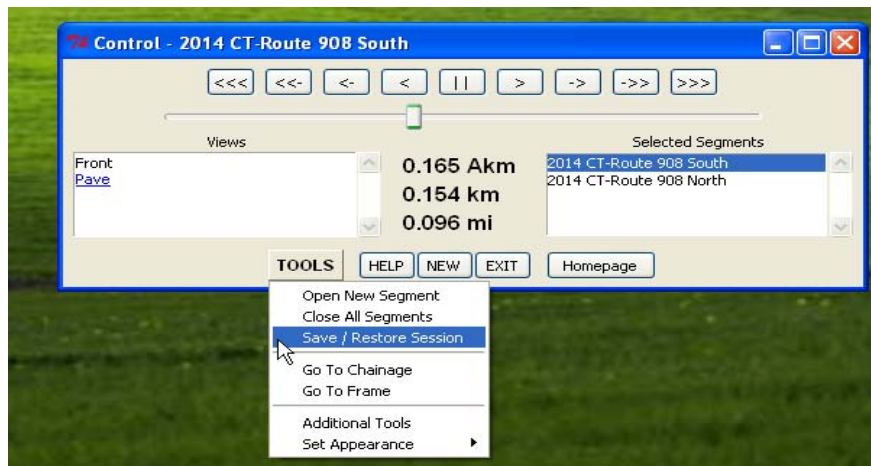 Control - 2014 CT-Route 908 South
<<< <<- <- < || > -> ->> >>>
Views
Selected Segments
Front
Pave
0.165 Akm
0.154 km
0.096 mi
2014 CT-Route 908 South
2014 CT-Route 908 North
TOOLS HELP NEW EXIT Homepage
Open New Segment
Close All Segments
Save / Restore Session
Go To Chainage
Go To Frame
Additional Tools
Set Appearance